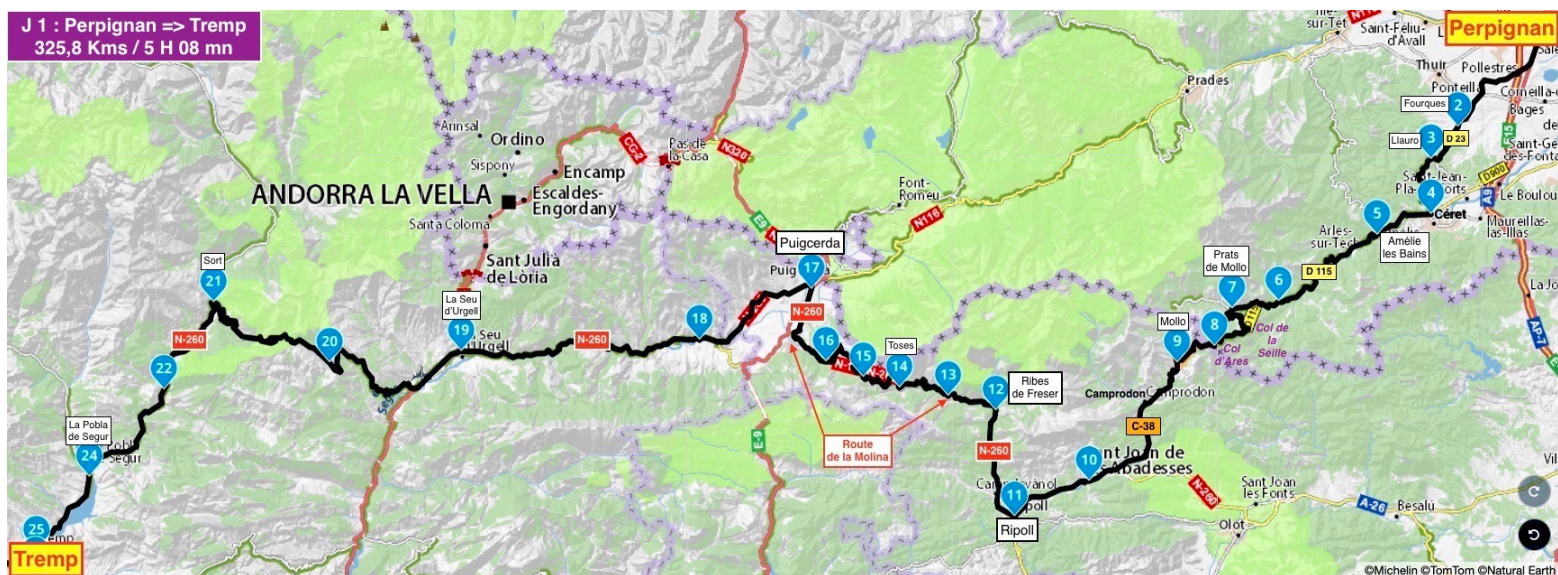 J 1 : Perpignan => Tremp
325,8 Kms / 5 H 08 mn
Perpignan
Saint-Féliu-
d'Avall
Thuir
Pollestres
Ponteilla
Corneilla-
Bages
Fourques
2
3
Llauro
D 23
E15
Prades
Arinsal
Ordino
Sispony
Encamp
CG-2
Pas de
la Casa
N320
ANDORRA LA VELLA
Escaldes-
Engordany
Santa Coloma
Sant Julià
de Lòria
E9
Font-
Romeu
N116
D900
A9
Le Boulou
4
Céret
Maureillas-
las-Illas
5
Arles-
sur-Tech
Amélie
les Bains
Puigcerda
17
Prats
de Mollo
7
6
D 115
Sort
21
La Seu
d'Urgell
19
Seu
d'Urgell
18
N-260
N-260
N-260
20
22
16
15
Toses
14
13
12
Ribes
de Freser
Mollo
8
9
Col de
la
Seille
Col
d'Ares
AP-7
Camprodon
Camprodon
C-38
Route
de la Molina
E-9
N-260
La Pobla
de Segur
24
Segur
10
Sant Joan de
les Abadesses
11
Ripoll
N-260
Sant Joan
les Fonts
Olot
A-26
Besalú
25
Tremp
©Michelin ©TomTom ©Natural Earth